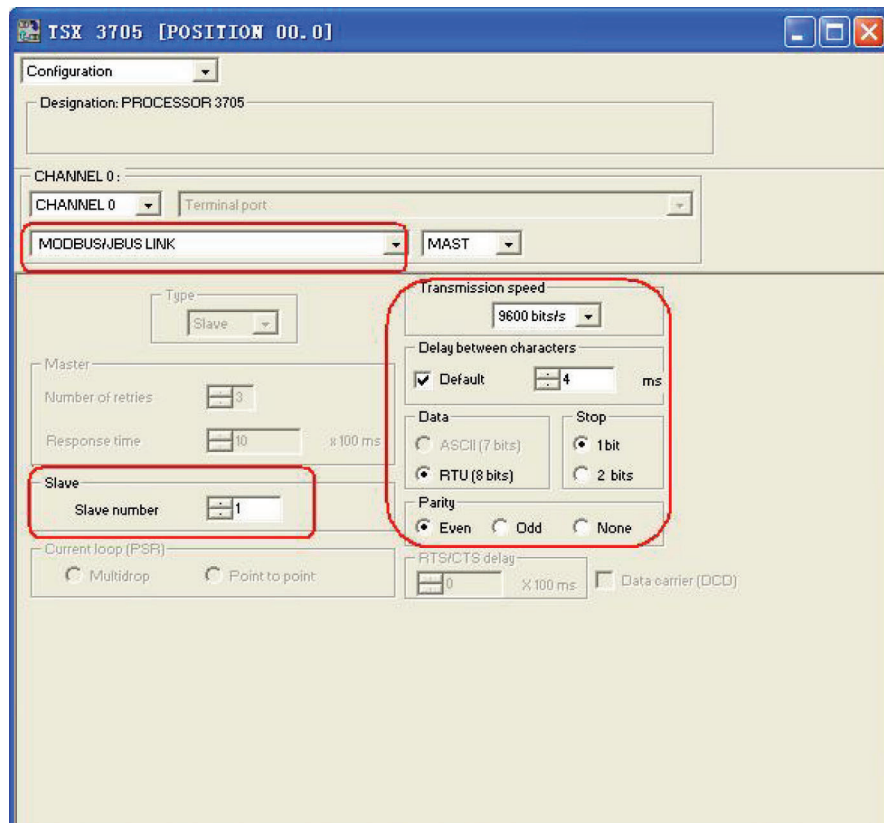 TSX 3705 [POSITION 00.0]
Configuration
Designation: PROCESSOR 3705
CHANNEL 0 :
CHANNEL 0 Terminal port
MODBUS/JBUS LINK MAST
Type
Slave
Transmission speed
9600 bits/s
Delay between characters
Default 4 ms
Master
Number of retries 3
Response time 10 x 100 ms
Data
ASCII (7 bits)
RTU (8 bits)
Stop
1 bit
2 bits
Slave
Slave number 1
Parity
Even Odd None
Current loop (PSR)
Multidrop Point to point
RTS/CTS delay
0 X 100 ms
Data carrier (DCD)